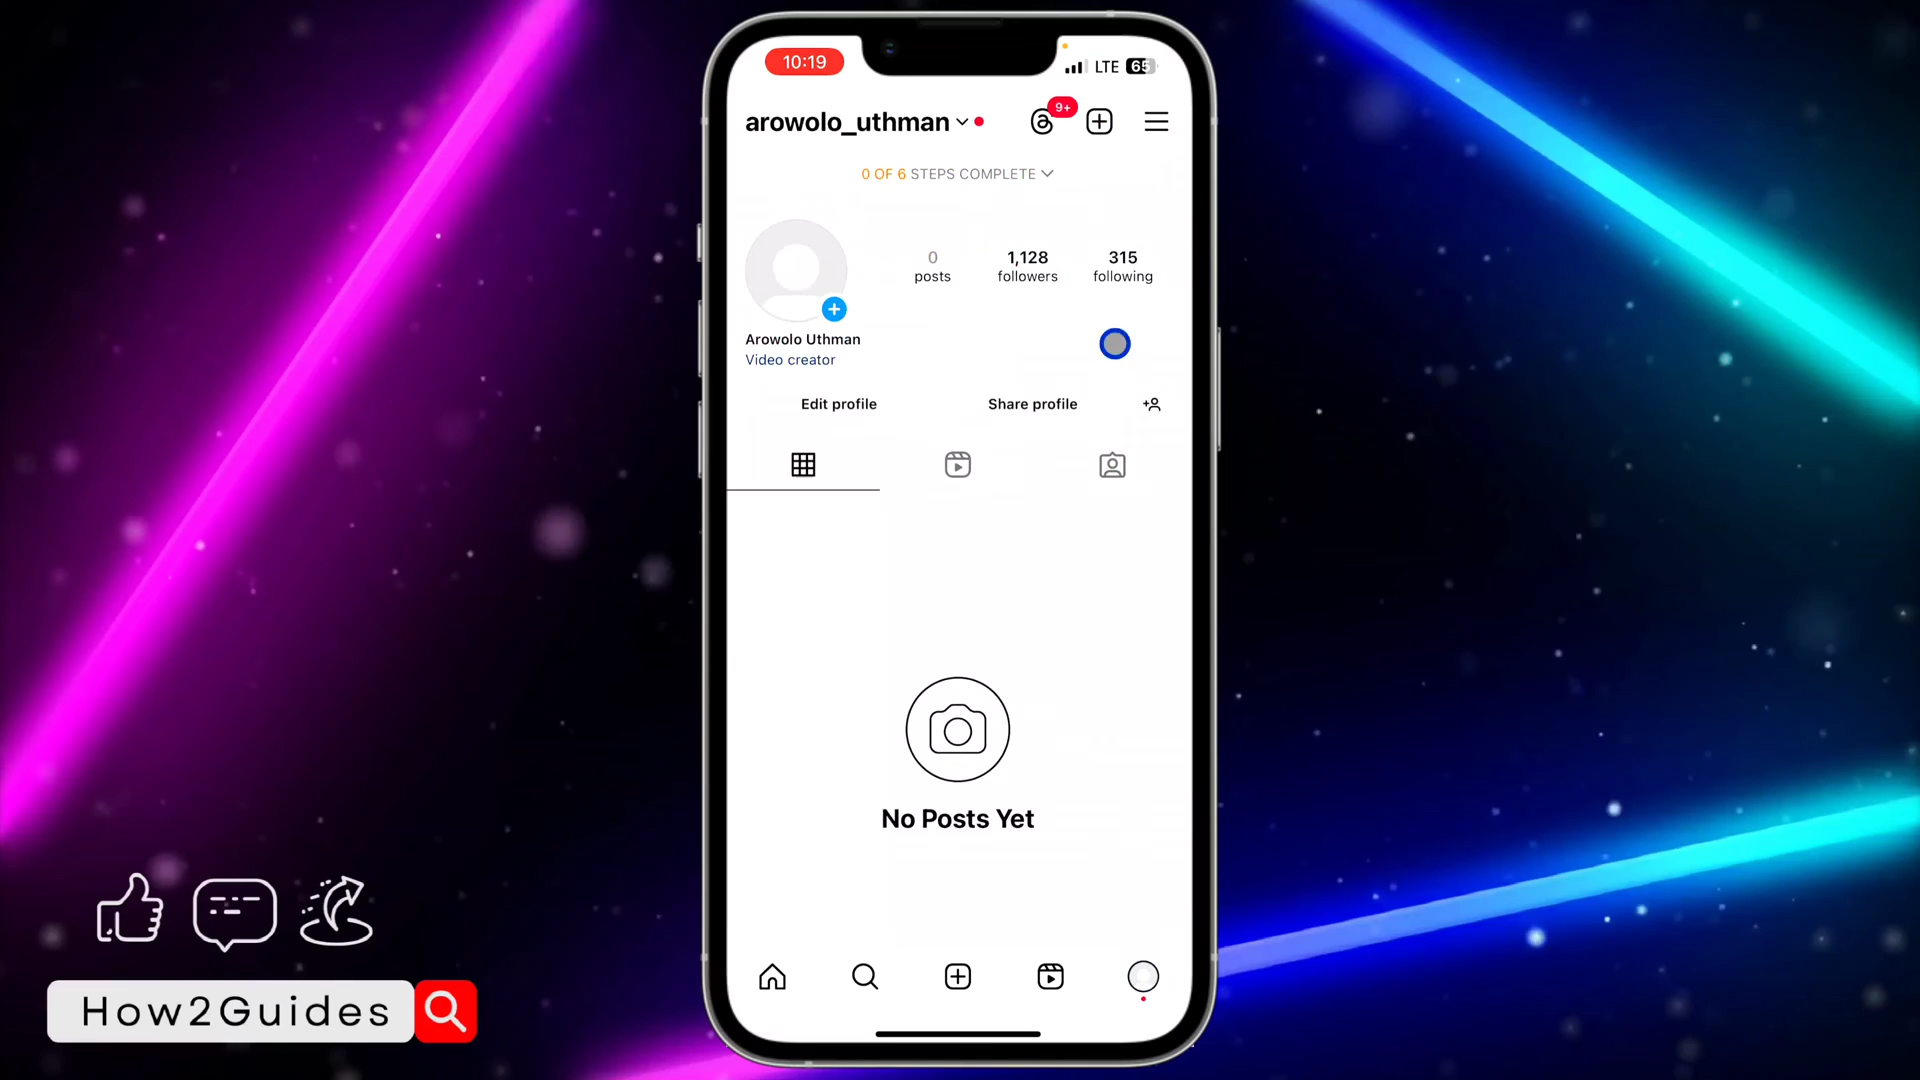 10:19
LTE 65
arowolo_uthman
9+
0 OF 6 STEPS COMPLETE
0 posts
1,128 followers
315 following
Arowolo Uthman
Video creator
Edit profile
Share profile
No Posts Yet
How2Guides